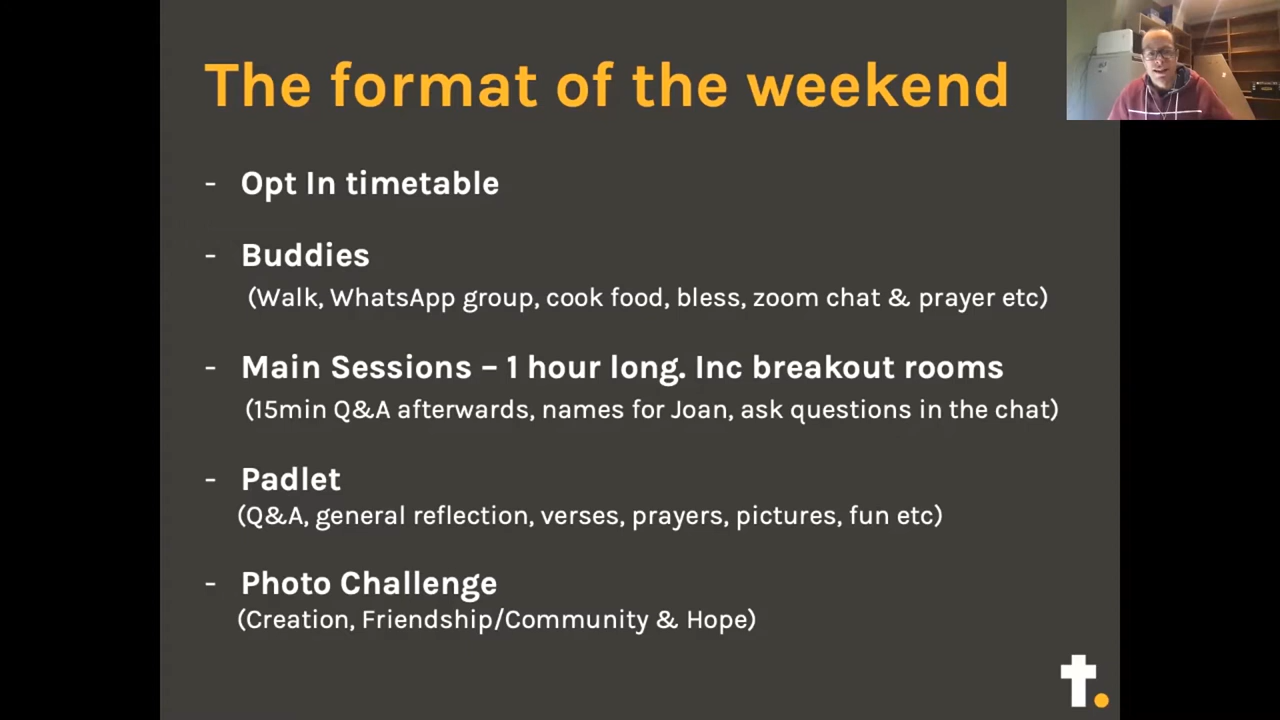 The format of the weekend
- Opt In timetable
- Buddies
(Walk, WhatsApp group, cook food, bless, zoom chat & prayer etc)
- Main Sessions – 1 hour long. Inc breakout rooms
(15min Q&A afterwards, names for Joan, ask questions in the chat)
- Padlet
(Q&A, general reflection, verses, prayers, pictures, fun etc)
- Photo Challenge
(Creation, Friendship/Community & Hope)
t.